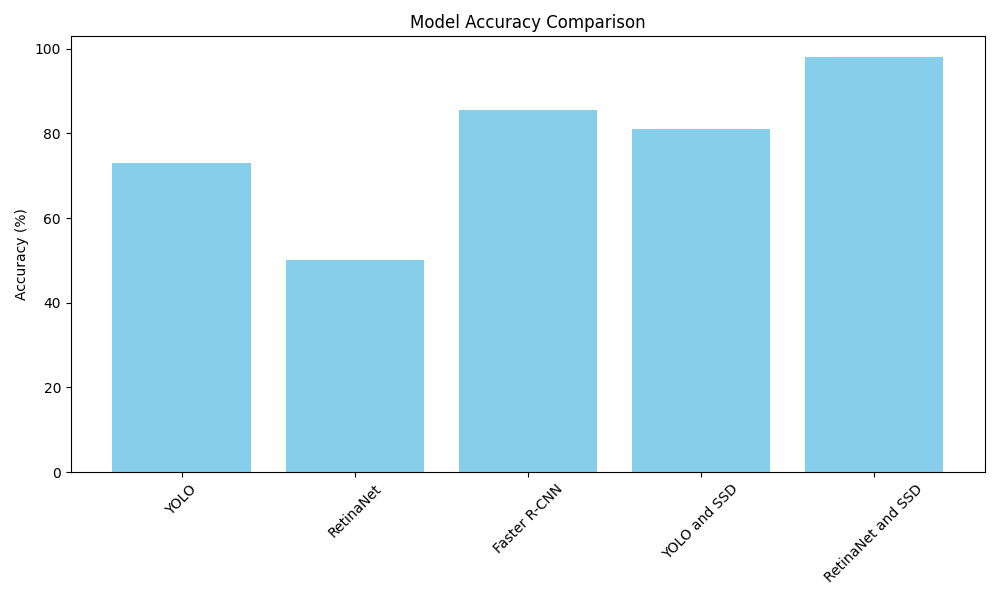 Model Accuracy Comparison
Accuracy (%)
100
80
60
40
20
0
YOLO
RetinaNet
Faster R-CNN
YOLO and SSD
RetinaNet and SSD